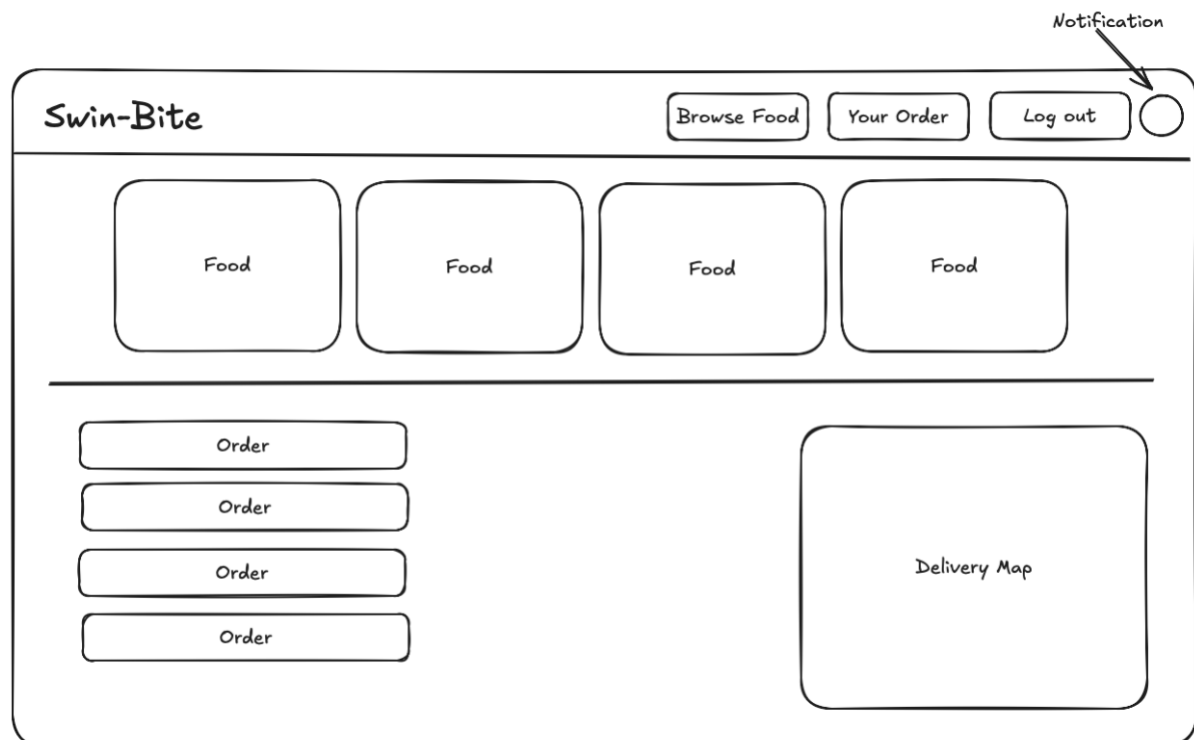 Notification
Swin-Bite
Browse Food
Your Order
Log out
Food
Food
Food
Food
Order
Order
Order
Order
Delivery Map